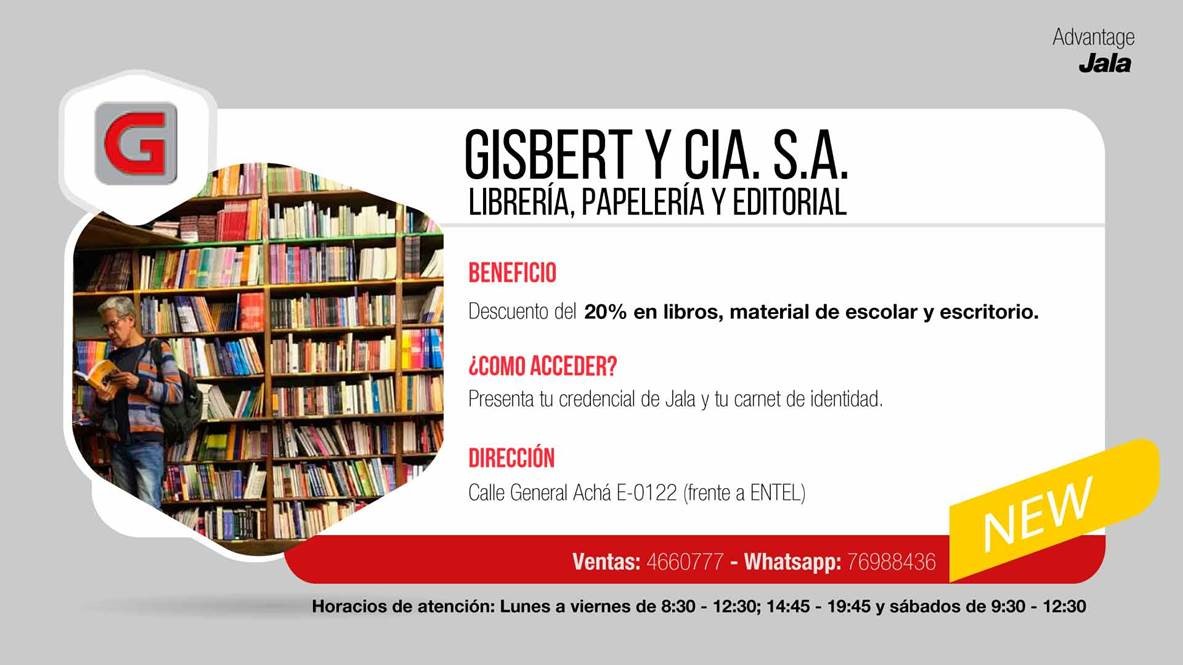 Advantage
Jala
G
GISBERT Y CIA. S.A.
LIBRERÍA, PAPELERÍA Y EDITORIAL
BENEFICIO
Descuento del 20% en libros, material de escolar y escritorio.
¿COMO ACCEDER?
Presenta tu credencial de Jala y tu carnet de identidad.
DIRECCIÓN
Calle General Achá E-0122 (frente a ENTEL)
NEW
Ventas: 4660777 - Whatsapp: 76988436
Horacios de atención: Lunes a viernes de 8:30 - 12:30; 14:45 - 19:45 y sábados de 9:30 - 12:30